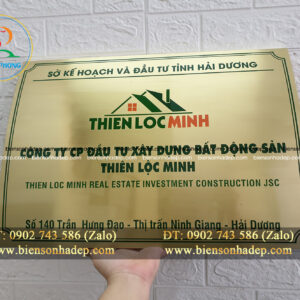 SỞ KẾ HOẠCH VÀ ĐẦU TƯ TỈNH HẢI DƯƠNG
THIEN LOC MINH
CÔNG TY CP ĐẦU TƯ XÂY DỰNG BẤT ĐỘNG SẢN
THIÊN LỘC MINH
THIEN LOC MINH REAL ESTATE INVESTMENT CONSTRUCTION JSC
Số 140 Trần Hưng Đạo - Thị trấn Ninh Giang - Hải Dương
ĐT: 0902 743 586 (Zalo) ĐT: 0902 743 586 (Zalo)
www.biensonhadep.com www.biensonhadep.com